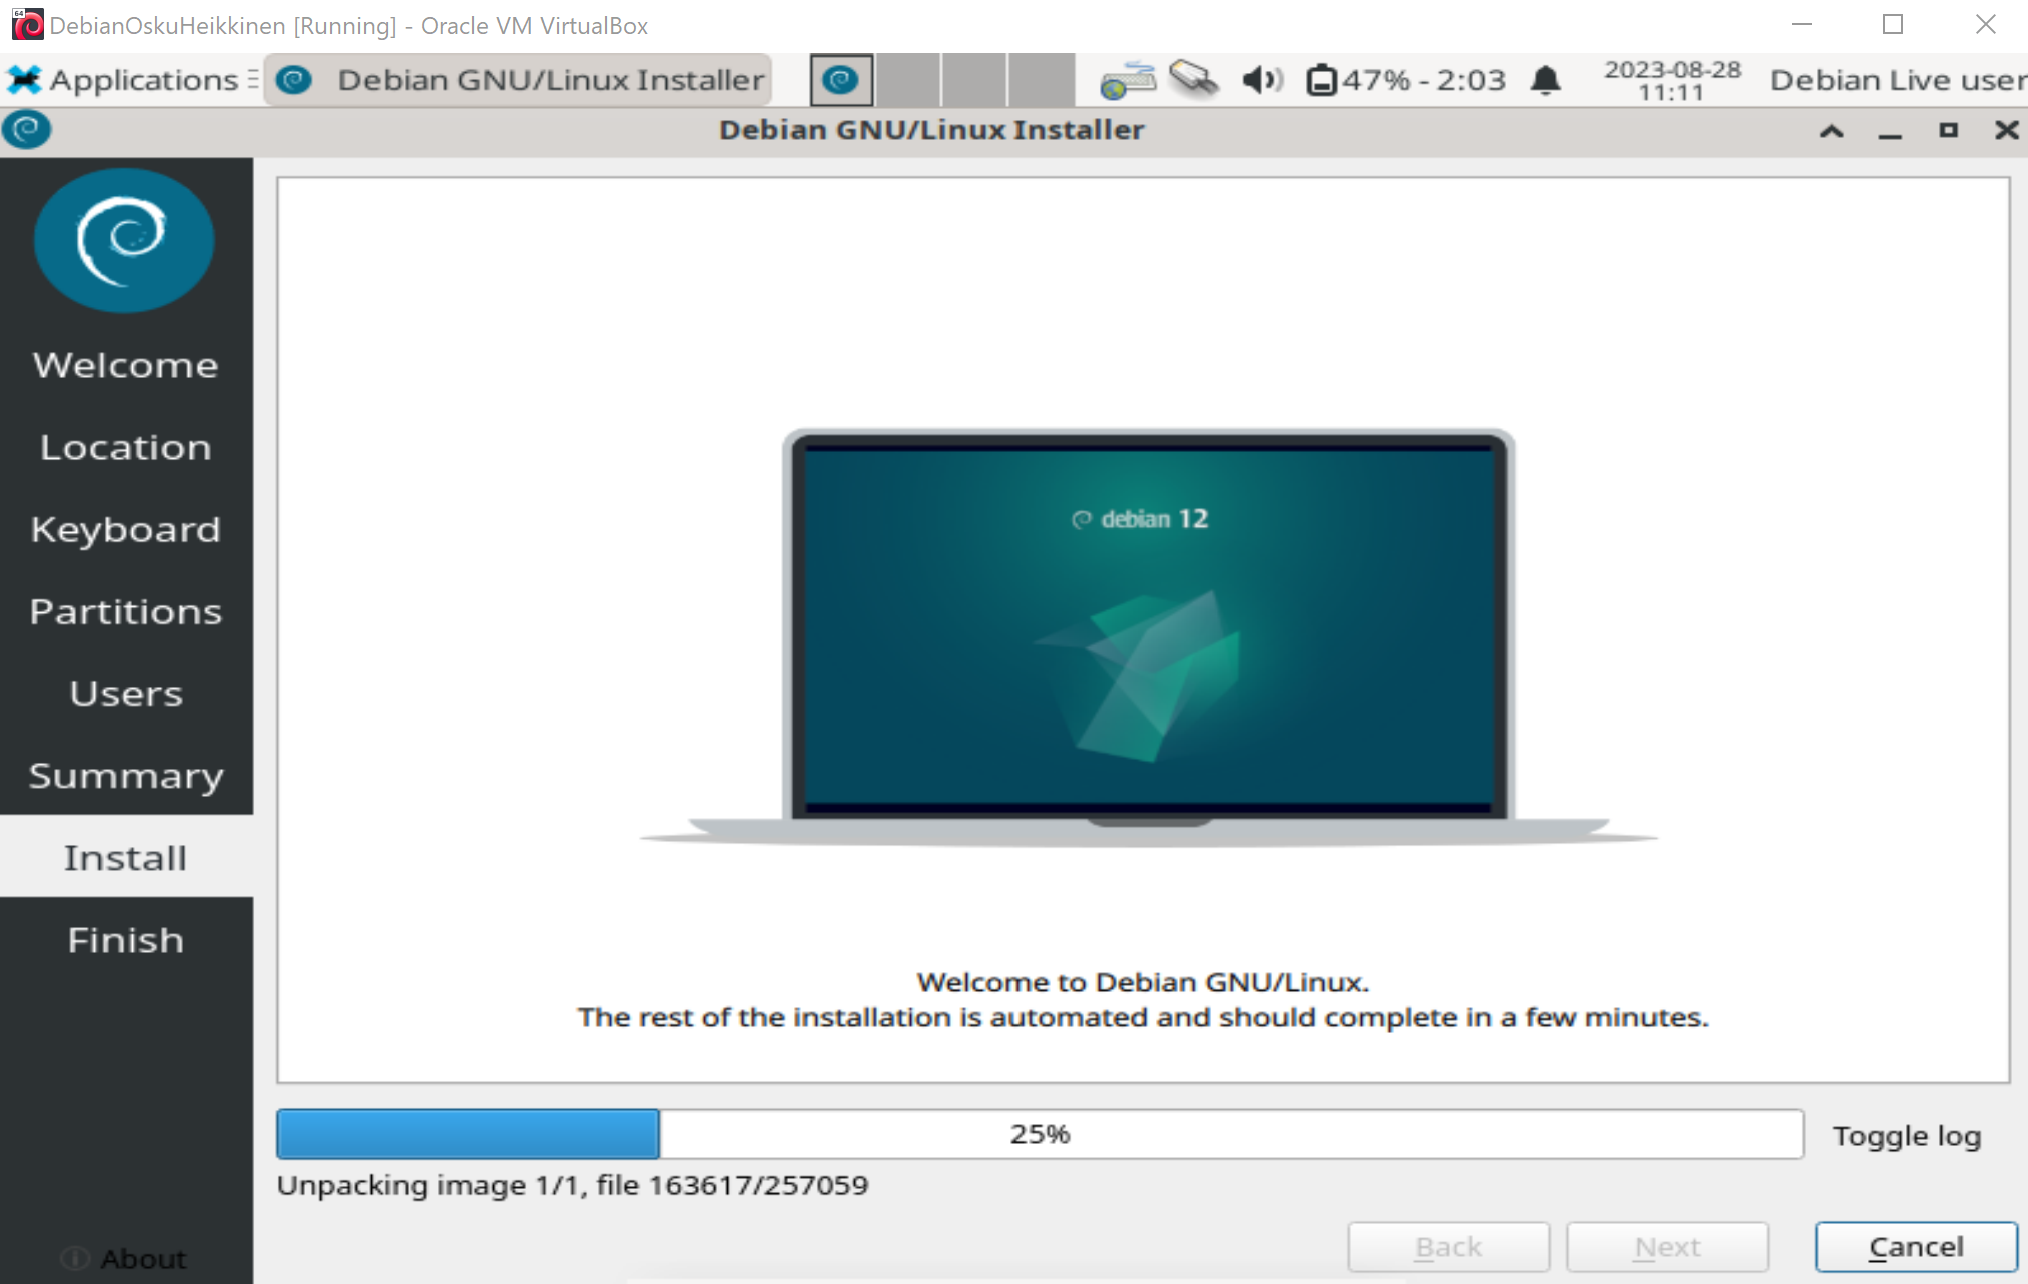 64
DebianOskuHeikkinen [Running] - Oracle VM VirtualBox
Applications
Debian GNU/Linux Installer
47% - 2:03
2023-08-28
11:11
Debian Live user
Debian GNU/Linux Installer
Welcome
Location
Keyboard
Partitions
Users
Summary
Install
Finish
debian 12
Welcome to Debian GNU/Linux.
The rest of the installation is automated and should complete in a few minutes.
25%
Toggle log
Unpacking image 1/1, file 163617/257059
About
Back
Next
Cancel